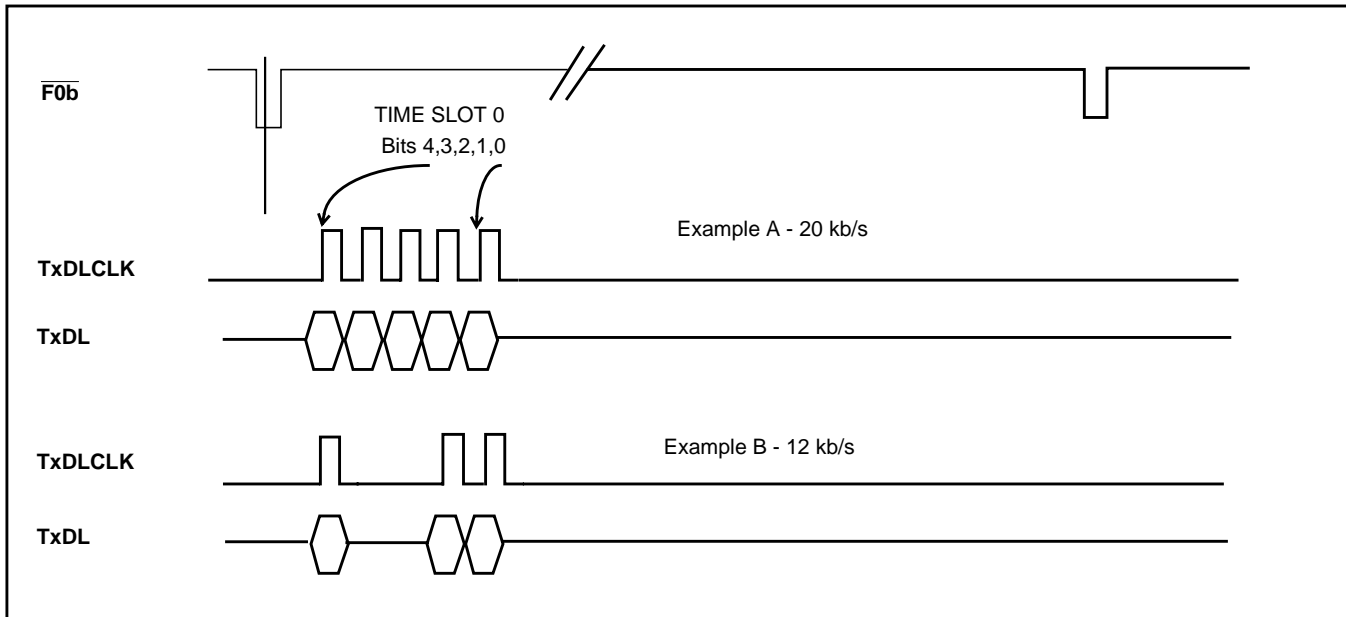 F0b
TIME SLOT 0
Bits 4,3,2,1,0
Example A - 20 kb/s
TxDLCLK
TxDL
Example B - 12 kb/s
TxDLCLK
TxDL